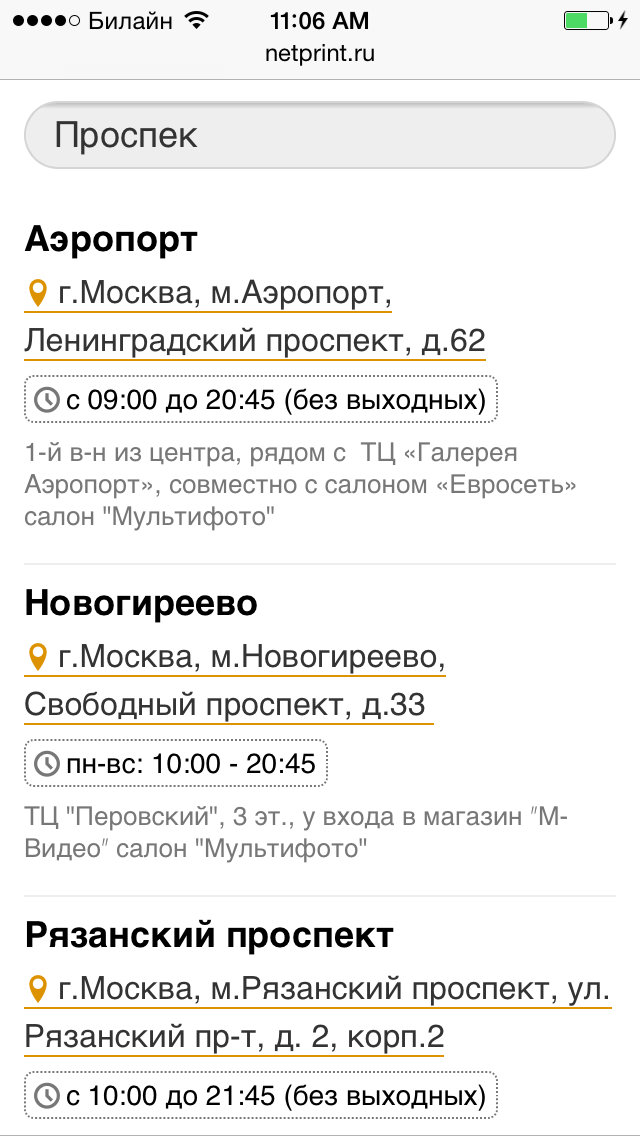 Билайн 11:06 AM
netprint.ru
Проспек
Аэропорт
г.Москва, м.Аэропорт,
Ленинградский проспект, д.62
с 09:00 до 20:45 (без выходных)
1-й в-н из центра, рядом с  ТЦ «Галерея
Аэропорт», совместно с салоном «Евросеть»
салон "Мультифото"
Новогиреево
г.Москва, м.Новогиреево,
Свободный проспект, д.33
пн-вс: 10:00 - 20:45
ТЦ "Перовский", 3 эт., у входа в магазин ″М-
Видео″ салон "Мультифото"
Рязанский проспект
г.Москва, м.Рязанский проспект, ул.
Рязанский пр-т, д. 2, корп.2
с 10:00 до 21:45 (без выходных)